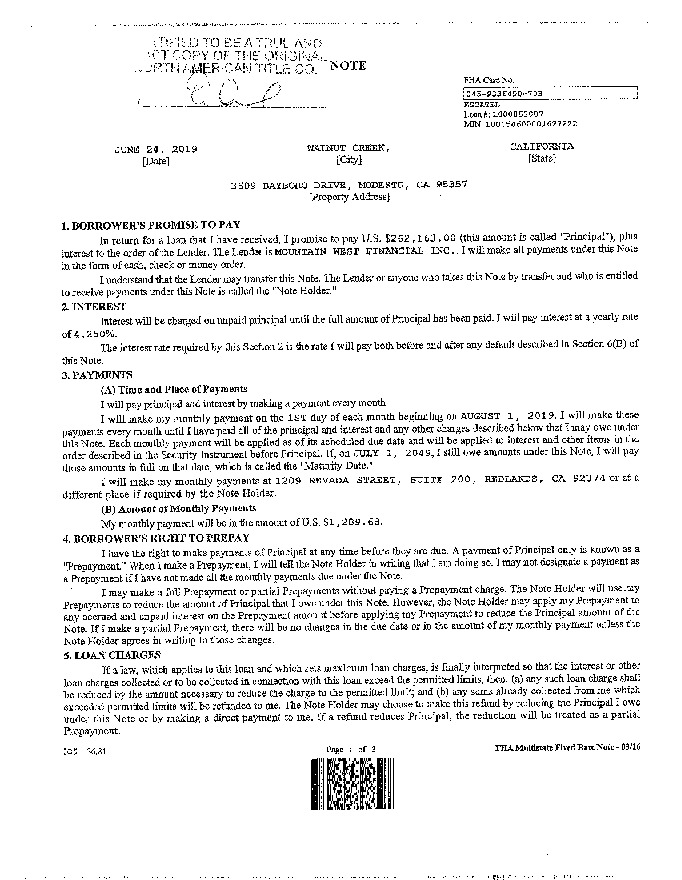 TIFIED TO BE A TRUE AND
CT COPY OF THE ORIGINAL
ORTH AMERICAN TITLE CO.
NOTE
FHA Case No.
ESCATEL
Loan #:
MIN:
JUNE 24, 2019
WALNUT CREEK,
CALIFORNIA
[Date]
[City]
[State]
DRIVE, MODESTO, CA 95357
[Property Address]
1. BORROWER'S PROMISE TO PAY
In return for a loan that I have received, I promise to pay U.S. (this amount is called "Principal"), plus
interest to the order of the Lender. The Lender is MOUNTAIN WEST FINANCIAL INC.. I will make all payments under this Note
in the form of cash, check or money order.
I understand that the Lender may transfer this Note. The Lender or anyone who takes this Note by transfer and who is entitled
to receive payments under this Note is called the "Note Holder."
2. INTEREST
Interest will be charged on unpaid principal until the full amount of Principal has been paid. I will pay interest at a yearly rate
of 4.250%.
The interest rate required by this Section 2 is the rate I will pay both before and after any default described in Section 6(B) of
this Note.
3. PAYMENTS
(A) Time and Place of Payments
I will pay principal and interest by making a payment every month
I will make my monthly payment on the 1ST day of each month beginning on AUGUST 1, 2019. I will make these
payments every month until I have paid all of the principal and interest and any other charges described below that I may owe under
this Note. Each monthly payment will be applied as of its scheduled due date and will be applied to interest and other items in the
order described in the Security Instrument before Principal. If, on JULY 1, 2049, I still owe amounts under this Note, I will pay
those amounts in full on that date, which is called the "Maturity Date."
I will make my monthly payments at 1209 NEVADA STREET, SUITE 200, REDLANDS, CA 92374 or at a
different place if required by the Note Holder.
(B) Amount of Monthly Payments
My monthly payment will be in the amount of U.S. $1,289.68.
4. BORROWER'S RIGHT TO PREPAY
I have the right to make payments of Principal at any time before they are due. A payment of Principal only is known as a
"Prepayment." When I make a Prepayment, I will tell the Note Holder in writing that I am doing so. I may not designate a payment as
a Prepayment if I have not made all the monthly payments due under the Note.
I may make a full Prepayment or partial Prepayments without paying a Prepayment charge. The Note Holder will use my
Prepayments to reduce the amount of Principal that I owe under this Note. However, the Note Holder may apply my Prepayment to
any accrued and unpaid interest on the Prepayment amount before applying my Prepayment to reduce the Principal amount of the
Note. If I make a partial Prepayment, there will be no changes in the due date or in the amount of my monthly payment unless the
Note Holder agrees in writing to those changes.
5. LOAN CHARGES
If a law, which applies to this loan and which sets maximum loan charges, is finally interpreted so that the interest or other
loan charges collected or to be collected in connection with this loan exceed the permitted limits, then: (a) any such loan charge shall
be reduced by the amount necessary to reduce the charge to the permitted limit; and (b) any sums already collected from me which
exceeded permitted limits will be refunded to me. The Note Holder may choose to make this refund by reducing the Principal I owe
under this Note or by making a direct payment to me. If a refund reduces Principal, the reduction will be treated as a partial
Prepayment.
Page 1 of 3
FHA Multistate Fixed Rate Note - 03/16